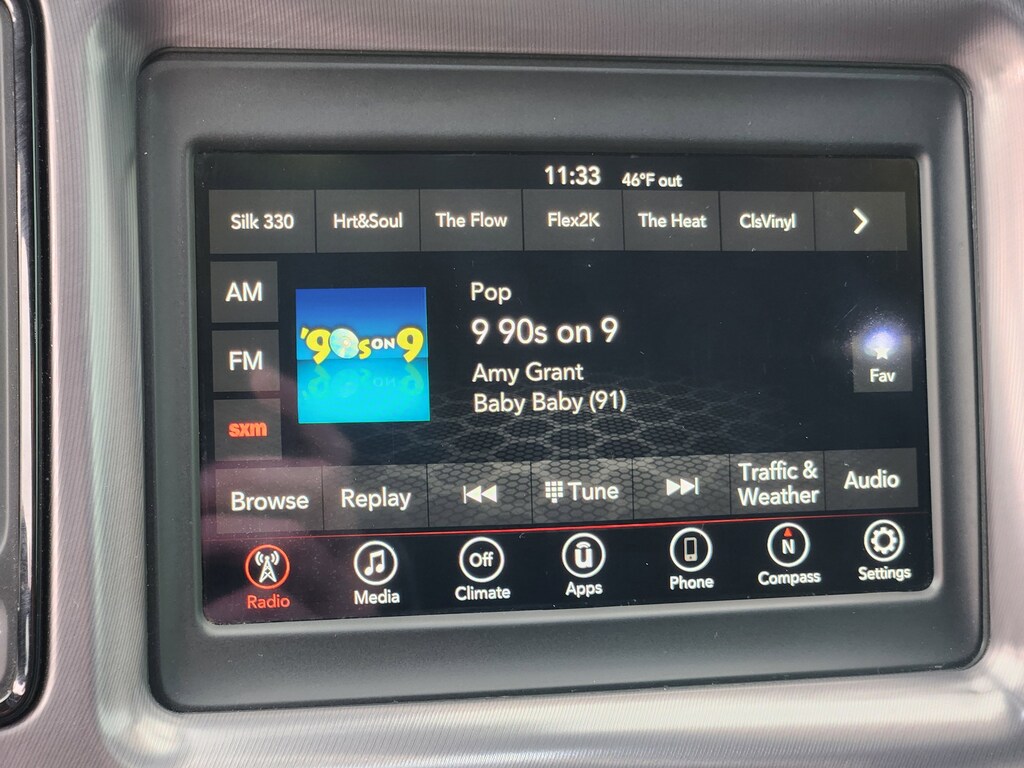 11:33 46°F out
Silk 330 Hrt&Soul The Flow Flex2K The Heat ClsVinyl
AM
FM
sxm
'90s ON 9
Pop
9 90s on 9
Amy Grant
Baby Baby (91)
Fav
Browse Replay Tune Traffic & Weather Audio
Off U N
Radio Media Climate Apps Phone Compass Settings